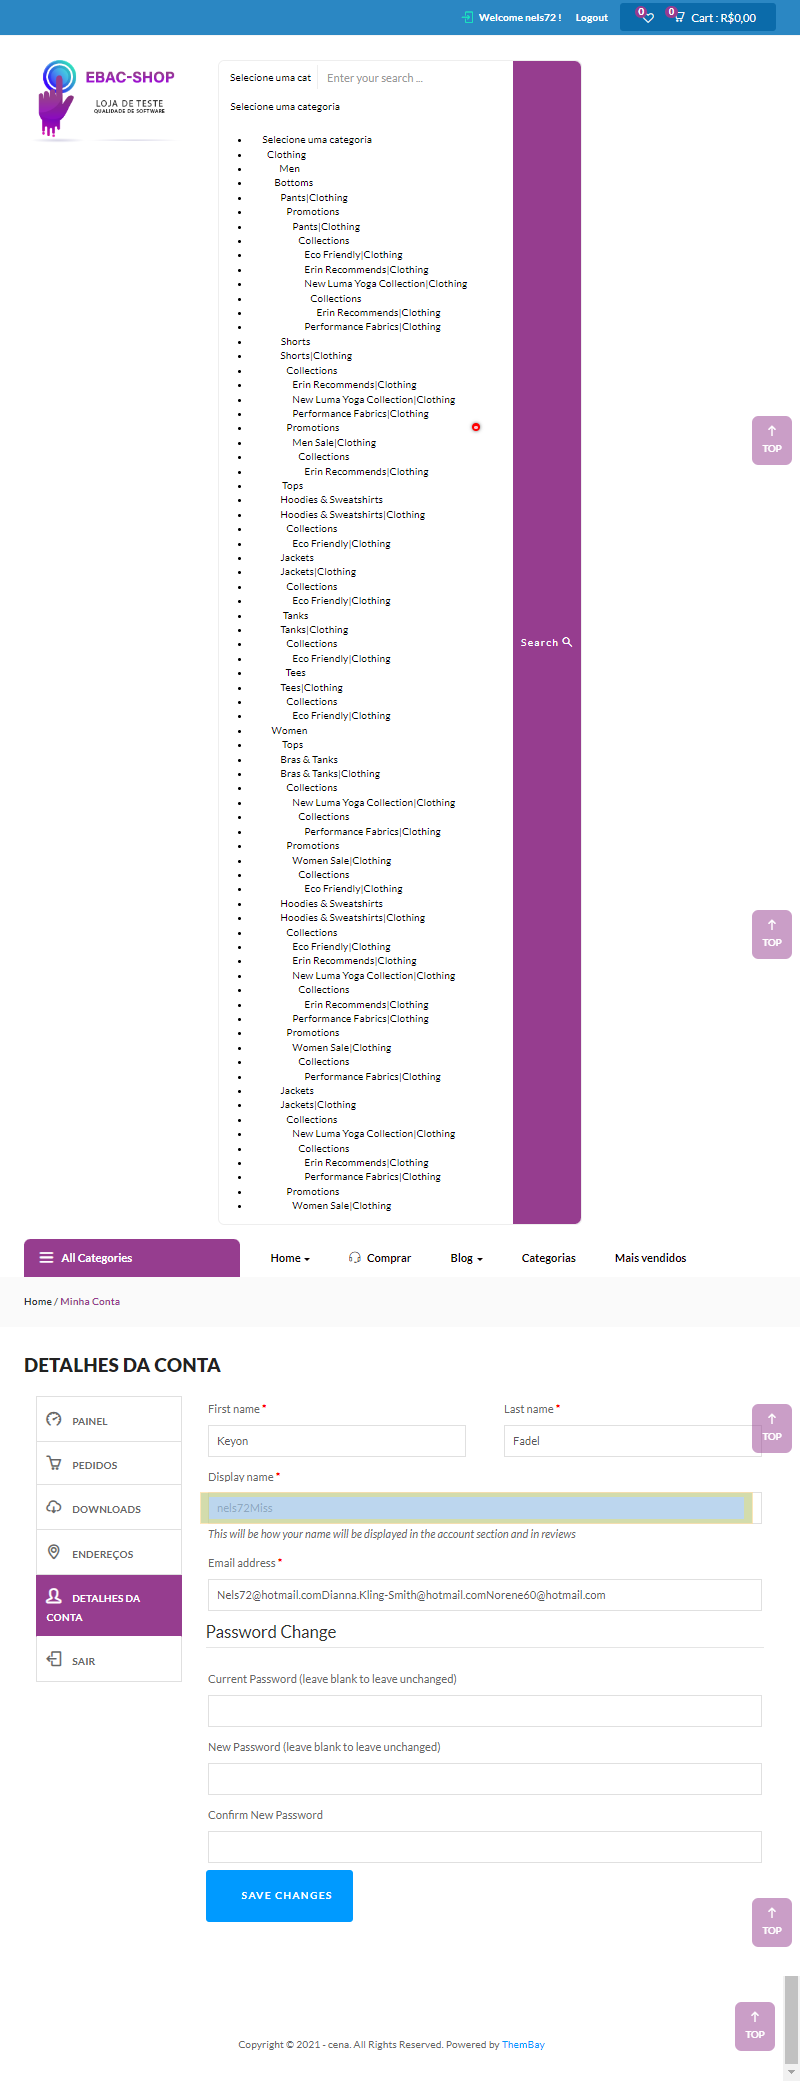 Welcome nels72 ! Logout 0 0 Cart : R$0,00
EBAC-SHOP
LOJA DE TESTE
QUALIDADE DE SOFTWARE
Selecione uma cat Enter your search ...
Selecione uma categoria
Selecione uma categoria
Clothing
Men
Bottoms
Pants|Clothing
Promotions
Pants|Clothing
Collections
Eco Friendly|Clothing
Erin Recommends|Clothing
New Luma Yoga Collection|Clothing
Collections
Erin Recommends|Clothing
Performance Fabrics|Clothing
Shorts
Shorts|Clothing
Collections
Erin Recommends|Clothing
New Luma Yoga Collection|Clothing
Performance Fabrics|Clothing
Promotions
Men Sale|Clothing
Collections
Erin Recommends|Clothing
Tops
Hoodies & Sweatshirts
Hoodies & Sweatshirts|Clothing
Collections
Eco Friendly|Clothing
Jackets
Jackets|Clothing
Collections
Eco Friendly|Clothing
Tanks
Tanks|Clothing
Collections
Eco Friendly|Clothing
Tees
Tees|Clothing
Collections
Eco Friendly|Clothing
Women
Tops
Bras & Tanks
Bras & Tanks|Clothing
Collections
New Luma Yoga Collection|Clothing
Collections
Performance Fabrics|Clothing
Promotions
Women Sale|Clothing
Collections
Eco Friendly|Clothing
Hoodies & Sweatshirts
Hoodies & Sweatshirts|Clothing
Collections
Eco Friendly|Clothing
Erin Recommends|Clothing
New Luma Yoga Collection|Clothing
Collections
Erin Recommends|Clothing
Performance Fabrics|Clothing
Promotions
Women Sale|Clothing
Collections
Performance Fabrics|Clothing
Jackets
Jackets|Clothing
Collections
New Luma Yoga Collection|Clothing
Collections
Erin Recommends|Clothing
Performance Fabrics|Clothing
Promotions
Women Sale|Clothing
Search
TOP
TOP
All Categories Home Comprar Blog Categorias Mais vendidos
Home / Minha Conta
DETALHES DA CONTA
PAINEL
PEDIDOS
DOWNLOADS
ENDEREÇOS
DETALHES DA
CONTA
SAIR
First name * Last name *
Keyon Fadel
TOP
Display name *
nels72Miss
This will be how your name will be displayed in the account section and in reviews
Email address *
Nels72@hotmail.comDianna.Kling-Smith@hotmail.comNorene60@hotmail.com
Password Change
Current Password (leave blank to leave unchanged)
New Password (leave blank to leave unchanged)
Confirm New Password
SAVE CHANGES
TOP
TOP
Copyright © 2021 - cena. All Rights Reserved. Powered by ThemBay